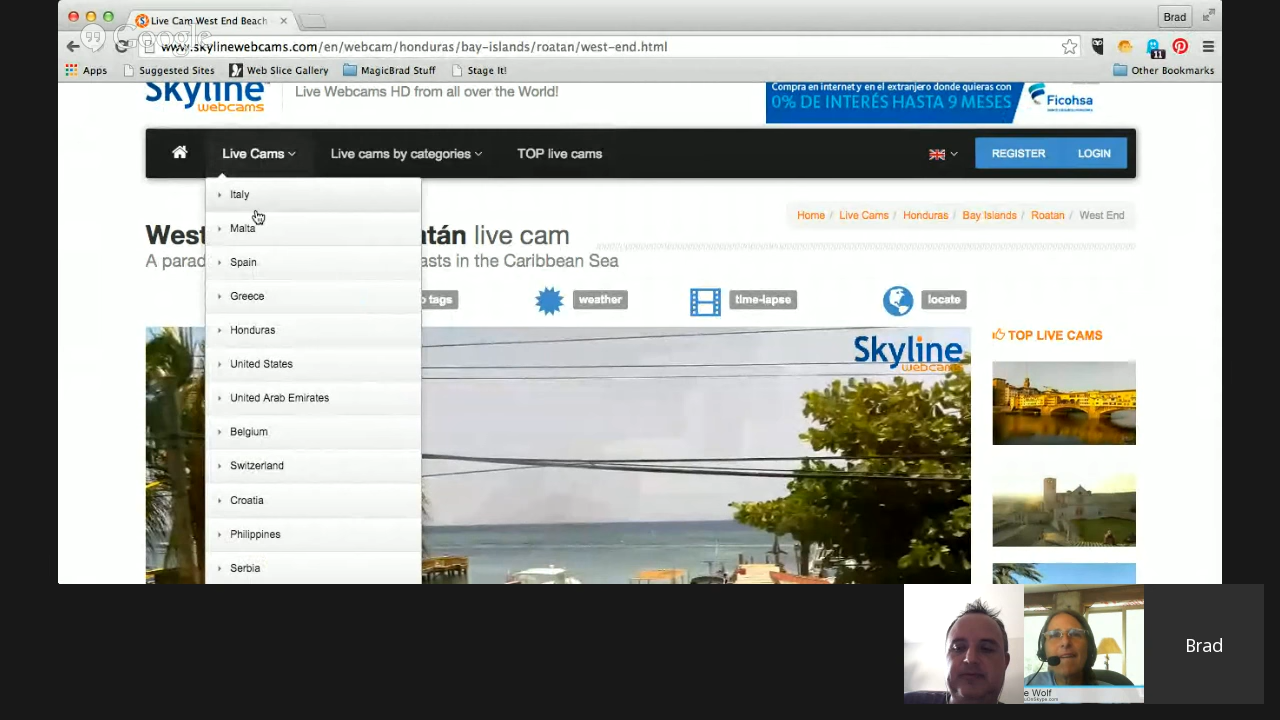 Live Cam West End Beach
Brad
Google
www.skylinewebcams.com/en/webcam/honduras/bay-islands/roatan/west-end.html
11
Apps Suggested Sites Web Slice Gallery MagicBrad Stuff Stage It! Other Bookmarks
Skyline webcams
Live Webcams HD from all over the World!
Compra en internet y en el extranjero donde quieras con
0% DE INTERÉS HASTA 9 MESES
Ficohsa
Live Cams Live cams by categories TOP live cams REGISTER LOGIN
Italy
Malta
Spain
Greece
Honduras
United States
United Arab Emirates
Belgium
Switzerland
Croatia
Philippines
Serbia
Home / Live Cams / Honduras / Bay Islands / Roatan / West End
West atán live cam
A parad asts in the Caribbean Sea
tags weather time-lapse locate
Skyline
webcams
TOP LIVE CAMS
e Wolf
Brad